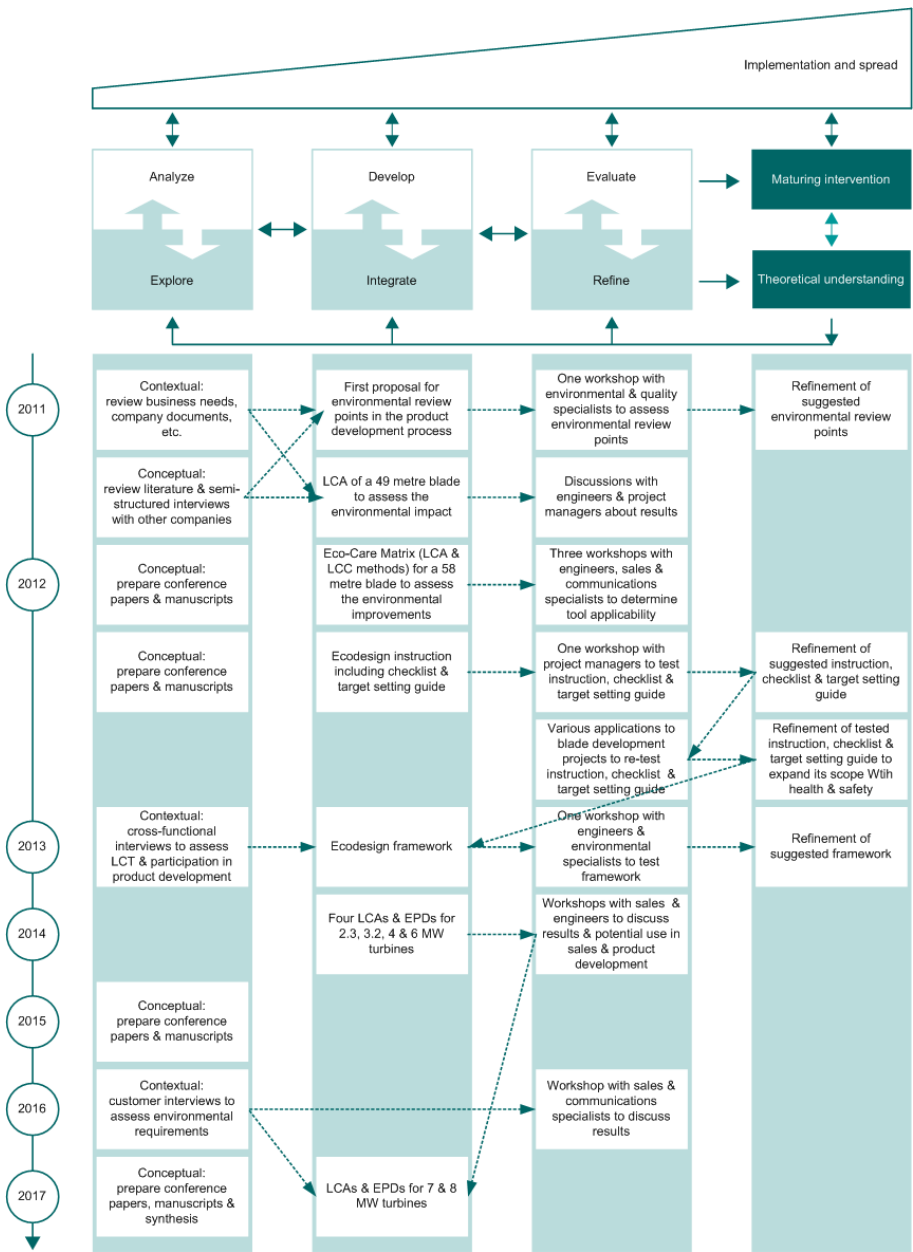 Implementation and spread
Analyze
Explore
Develop
Integrate
Evaluate
Refine
Maturing intervention
Theoretical understanding
2011
Contextual:
review business needs,
company documents,
etc.
First proposal for
environmental review
points in the product
development process
One workshop with
environmental & quality
specialists to assess
environmental review
points
Refinement of
suggested
environmental review
points
Conceptual:
review literature & semi-
structured interviews
with other companies
LCA of a 49 metre blade
to assess the
environmental impact
Discussions with
engineers & project
managers about results
2012
Conceptual:
prepare conference
papers & manuscripts
Eco-Care Matrix (LCA &
LCC methods) for a 58
metre blade to assess
the environmental
improvements
Three workshops with
engineers, sales &
communications
specialists to determine
tool applicability
Conceptual:
prepare conference
papers & manuscripts
Ecodesign instruction
including checklist &
target setting guide
One workshop with
project managers to test
instruction, checklist &
target setting guide
Refinement of
suggested instruction,
checklist & target setting
guide
Various applications to
blade development
projects to re-test
instruction, checklist &
target setting guide
Refinement of tested
instruction, checklist &
target setting guide to
expand its scope Wtih
health & safety
2013
Contextual:
cross-functional
interviews to assess
LCT & participation in
product development
Ecodesign framework
One workshop with
engineers &
environmental
specialists to test
framework
Refinement of
suggested framework
2014
Four LCAs & EPDs for
2.3, 3.2, 4 & 6 MW
turbines
Workshops with sales &
engineers to discuss
results & potential use in
sales & product
development
2015
Conceptual:
prepare conference
papers & manuscripts
2016
Contextual:
customer interviews to
assess environmental
requirements
Workshop with sales &
communications
specialists to discuss
results
2017
Conceptual:
prepare conference
papers, manuscripts &
synthesis
LCAs & EPDs for 7 & 8
MW turbines